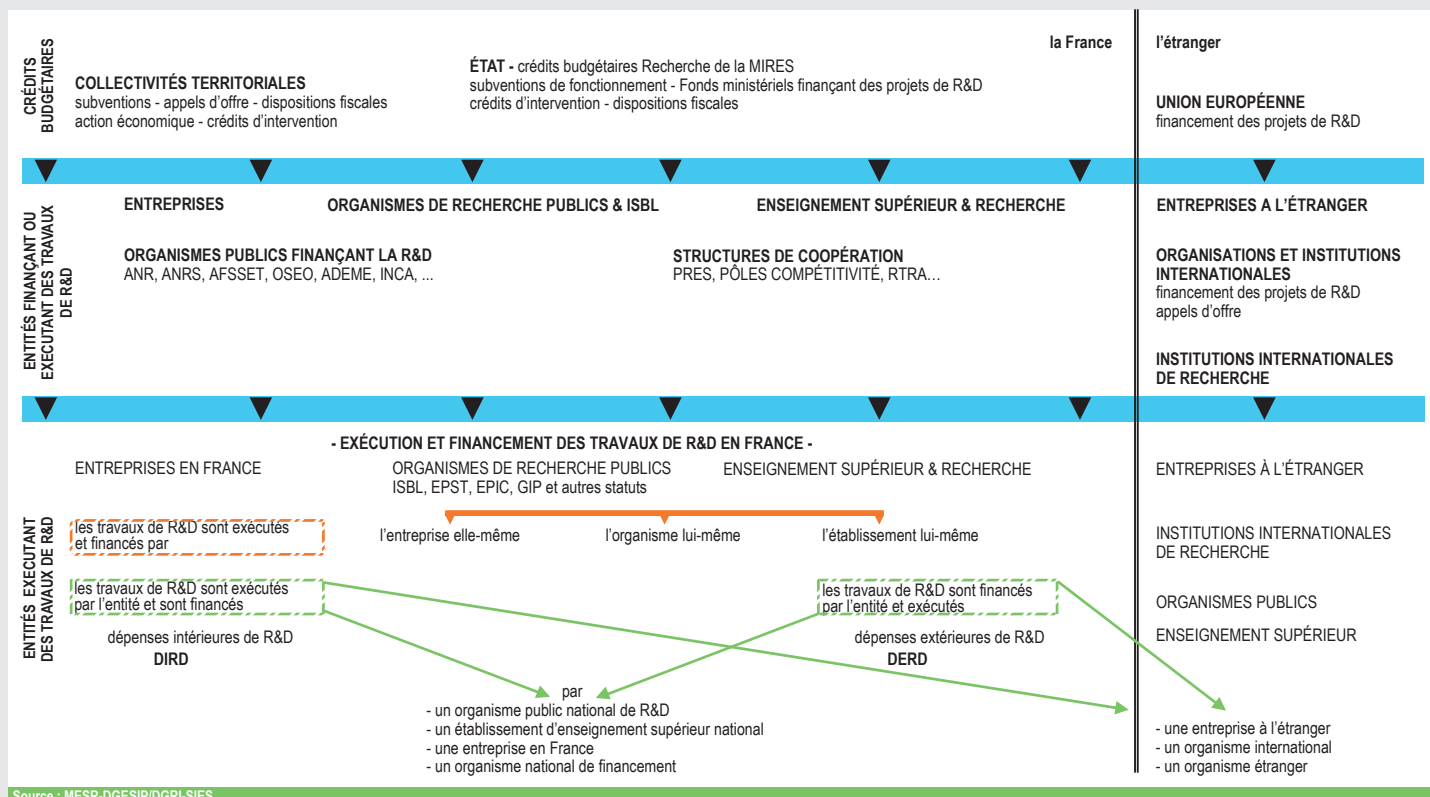 CRÉDITS
BUDGÉTAIRES
la France
l’étranger
COLLECTIVITÉS TERRITORIALES
subventions - appels d’offre - dispositions fiscales
action économique - crédits d’intervention
ÉTAT - crédits budgétaires Recherche de la MIRES
subventions de fonctionnement - Fonds ministériels finançant des projets de R&D
crédits d’intervention - dispositions fiscales
UNION EUROPÉENNE
financement des projets de R&D
ENTITÉS FINANÇANT OU
EXECUTANT DES TRAVAUX
DE R&D
ENTREPRISES
ORGANISMES DE RECHERCHE PUBLICS & ISBL
ENSEIGNEMENT SUPÉRIEUR & RECHERCHE
ENTREPRISES A L’ÉTRANGER
ORGANISMES PUBLICS FINANÇANT LA R&D
ANR, ANRS, AFSSET, OSEO, ADEME, INCA, ...
STRUCTURES DE COOPÉRATION
PRES, PÔLES COMPÉTITIVITÉ, RTRA…
ORGANISATIONS ET INSTITUTIONS
INTERNATIONALES
financement des projets de R&D
appels d’offre
INSTITUTIONS INTERNATIONALES
DE RECHERCHE
- EXÉCUTION ET FINANCEMENT DES TRAVAUX DE R&D EN FRANCE -
ENTITÉS EXECUTANT
DES TRAVAUX DE R&D
ENTREPRISES EN FRANCE
ORGANISMES DE RECHERCHE PUBLICS
ISBL, EPST, EPIC, GIP et autres statuts
ENSEIGNEMENT SUPÉRIEUR & RECHERCHE
ENTREPRISES À L’ÉTRANGER
les travaux de R&D sont exécutés
et financés par
l’entreprise elle-même
l’organisme lui-même
l’établissement lui-même
INSTITUTIONS INTERNATIONALES
DE RECHERCHE
les travaux de R&D sont exécutés
par l’entité et sont financés
les travaux de R&D sont financés
par l’entité et exécutés
ORGANISMES PUBLICS
ENSEIGNEMENT SUPÉRIEUR
dépenses intérieures de R&D
DIRD
dépenses extérieures de R&D
DERD
par
- un organisme public national de R&D
- un établissement d’enseignement supérieur national
- une entreprise en France
- un organisme national de financement
- une entreprise à l’étranger
- un organisme international
- un organisme étranger
Source : MESR-DGESIP/DGRI-SIES